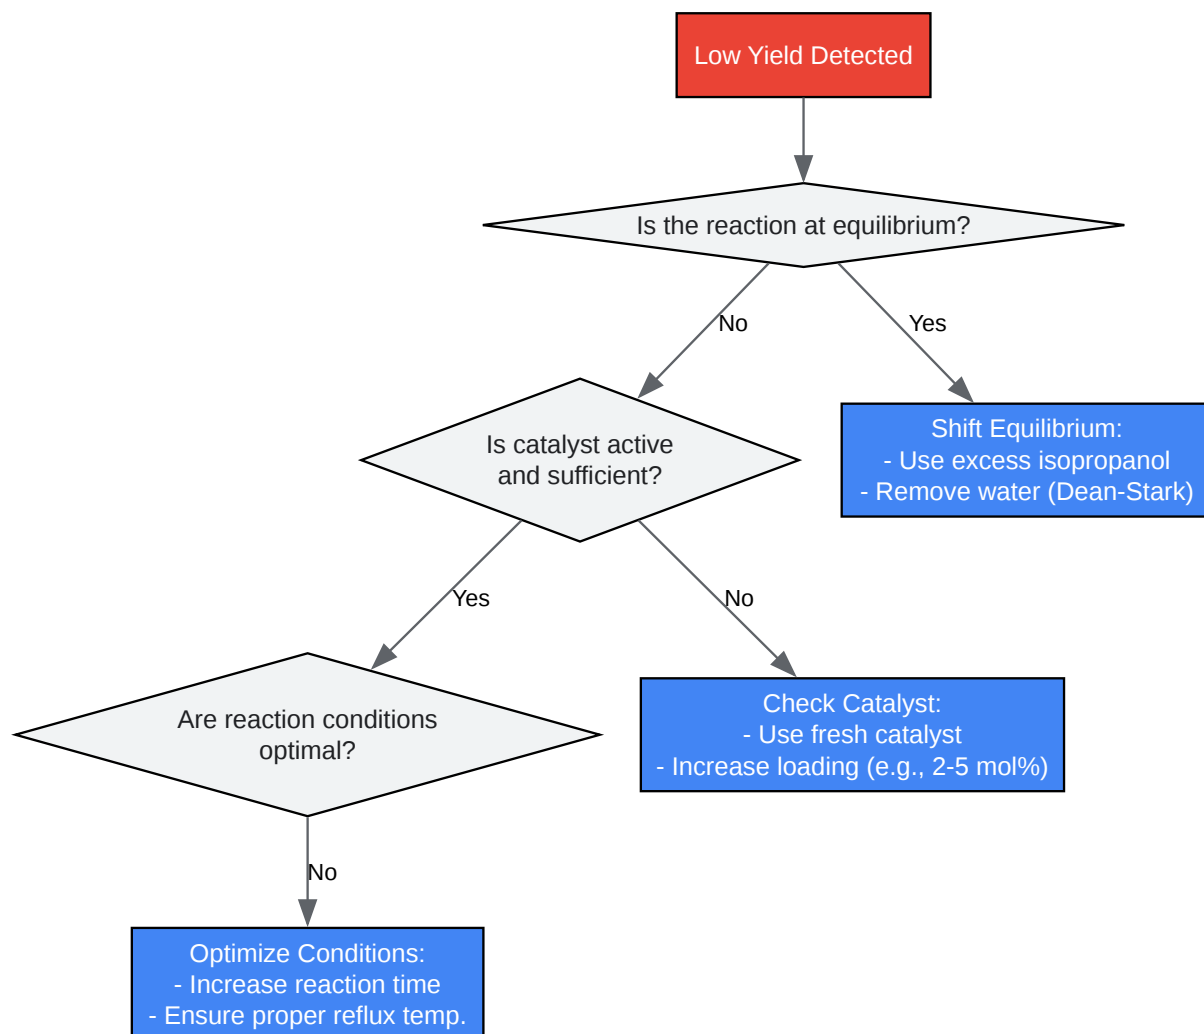 Low Yield Detected
Is the reaction at equilibrium?
No
Yes
Is catalyst active
and sufficient?
Shift Equilibrium:
- Use excess isopropanol
- Remove water (Dean-Stark)
Yes
No
Are reaction conditions
optimal?
Check Catalyst:
- Use fresh catalyst
- Increase loading (e.g., 2-5 mol%)
No
Optimize Conditions:
- Increase reaction time
- Ensure proper reflux temp.